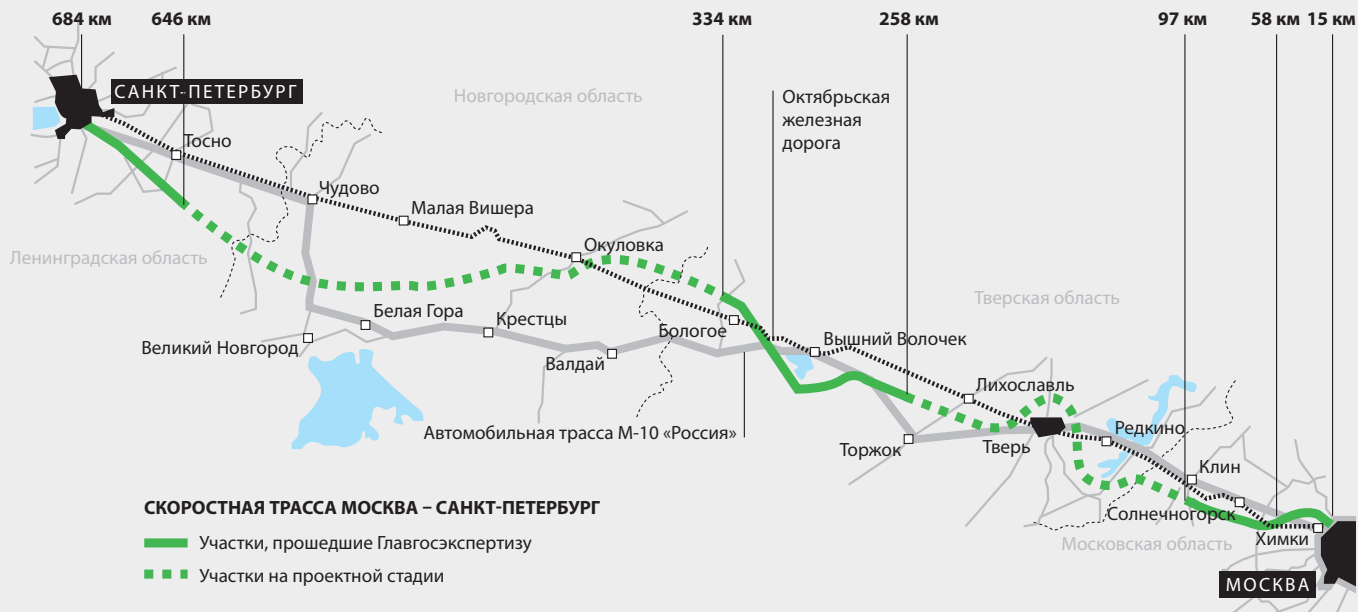 684 км
646 км
334 км
258 км
97 км
58 км
15 км
САНКТ-ПЕТЕРБУРГ
Новгородская область
Октябрьская
железная
дорога
Тосно
Чудово
Малая Вишера
Окуловка
Ленинградская область
Тверская область
Белая Гора
Крестцы
Бологое
Вышний Волочек
Великий Новгород
Валдай
Лихославль
Автомобильная трасса М-10 «Россия»
Торжок
Тверь
Редкино
Клин
СКОРОСТНАЯ ТРАССА МОСКВА – САНКТ-ПЕТЕРБУРГ
Солнечногорск
Участки, прошедшие Главгосэкспертизу
Московская область
Химки
Участки на проектной стадии
МОСКВА